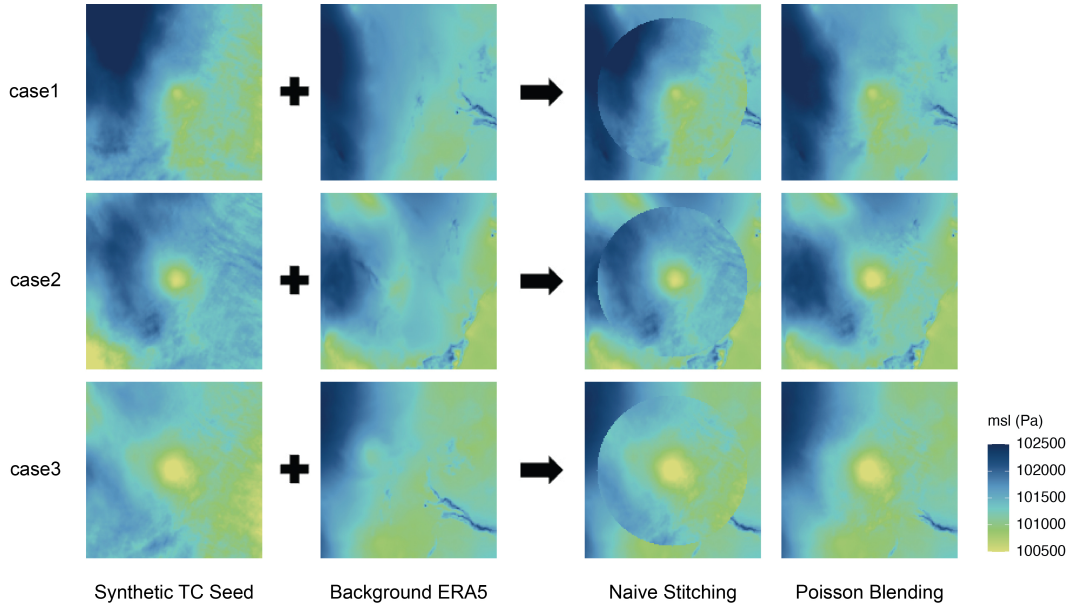 case1
case2
case3
msl (Pa)
102500
102000
101500
101000
100500
Synthetic TC Seed
Background ERA5
Naive Stitching
Poisson Blending